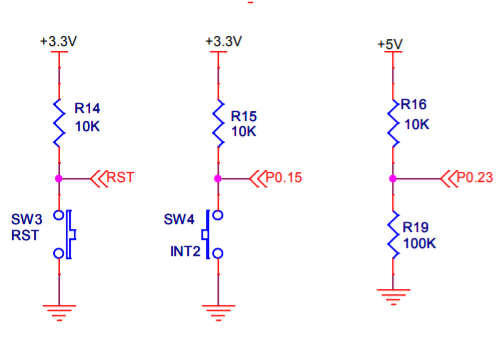 +3.3V
R14
10K
RST
SW3
RST
+3.3V
R15
10K
P0.15
SW4
INT2
+5V
R16
10K
P0.23
R19
100K